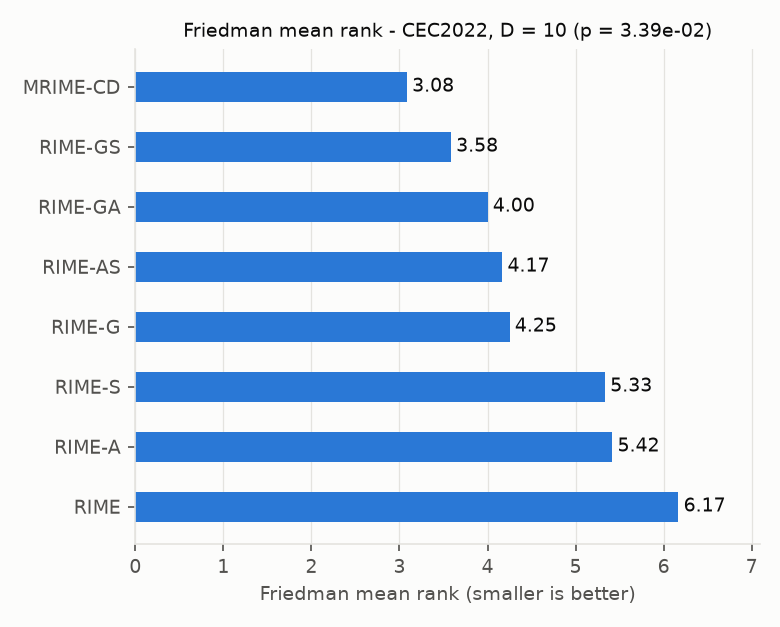 Friedman mean rank - CEC2022, D = 10 (p = 3.39e-02)
MRIME-CD 3.08
RIME-GS 3.58
RIME-GA 4.00
RIME-AS 4.17
RIME-G 4.25
RIME-S 5.33
RIME-A 5.42
RIME 6.17
0 1 2 3 4 5 6 7
Friedman mean rank (smaller is better)